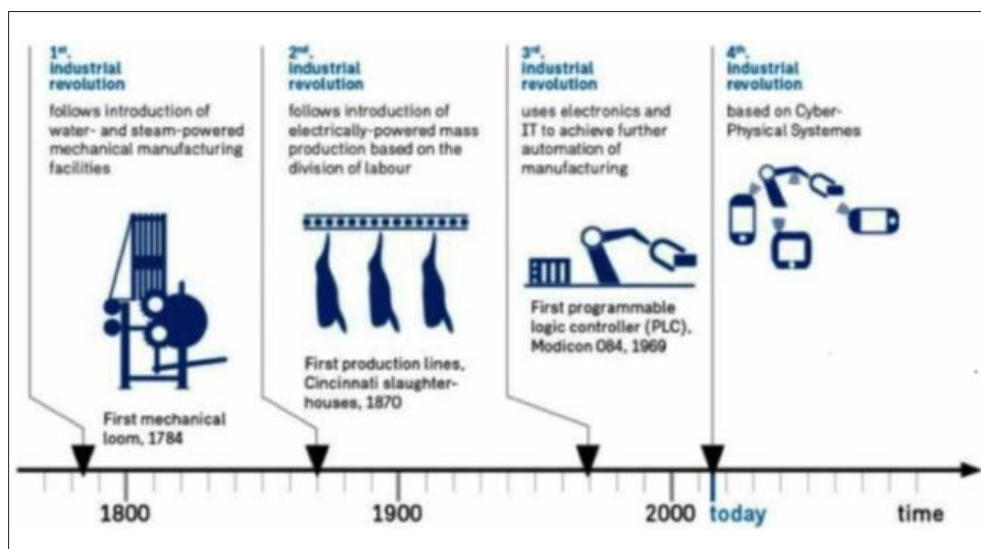 1st.
industrial
revolution
follows introduction of
water- and steam-powered
mechanical manufacturing
facilities
First mechanical
loom, 1784
2nd.
industrial
revolution
follows introduction of
electrically-powered mass
production based on the
division of labour
First production lines,
Cincinnati slaughter-
houses, 1870
3rd.
industrial
revolution
uses electronics and
IT to achieve further
automation of
manufacturing
First programmable
logic controller (PLC),
Modicon 084, 1969
4th.
industrial
revolution
based on Cyber-
Physical Systemes
1800
1900
2000
today
time